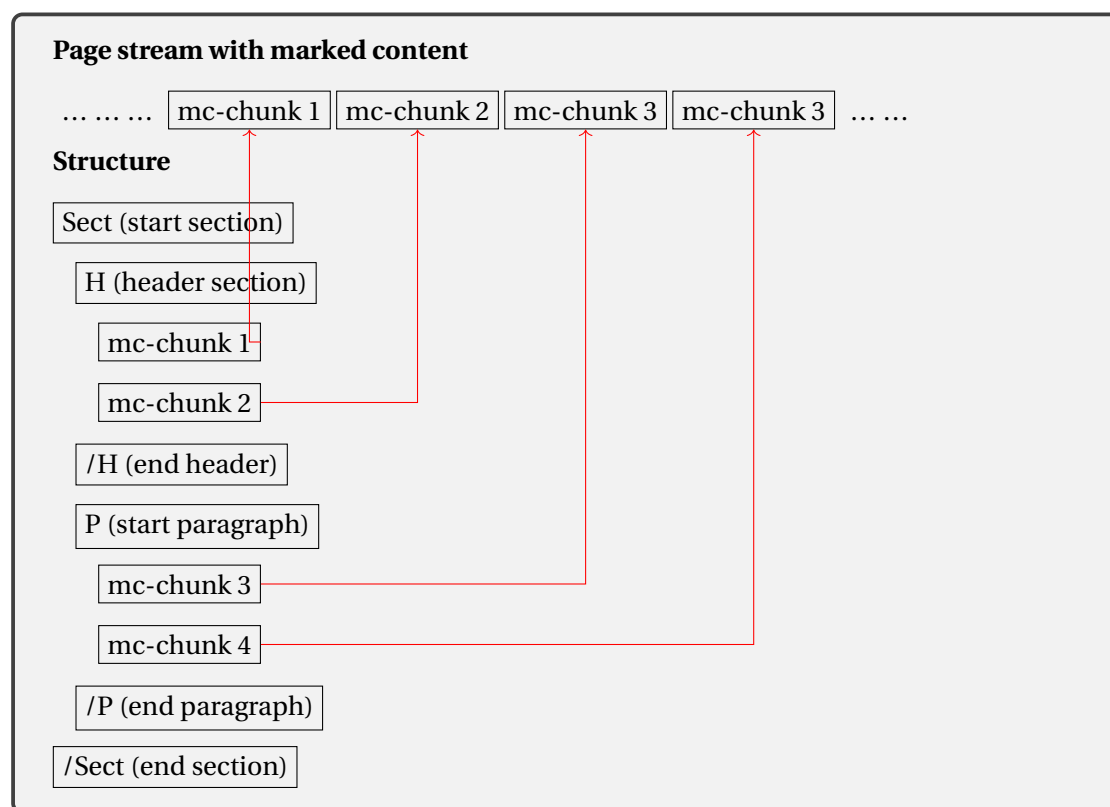 Page stream with marked content
... ... ... mc-chunk 1 mc-chunk 2 mc-chunk 3 mc-chunk 3 ... ...
Structure
Sect (start section)
H (header section)
mc-chunk 1
mc-chunk 2
/H (end header)
P (start paragraph)
mc-chunk 3
mc-chunk 4
/P (end paragraph)
/Sect (end section)